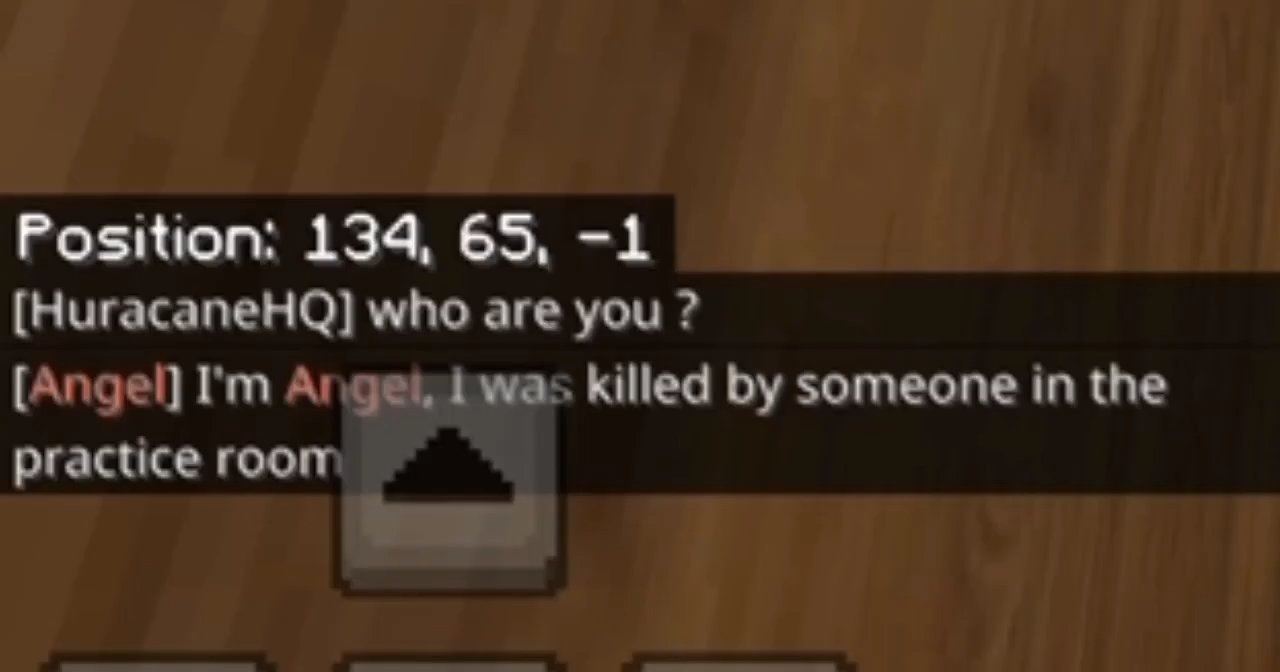 Position: 134, 65, -1
[HuracaneHQ] who are you ?
[Angel] I'm Angel, I was killed by someone in the
practice room